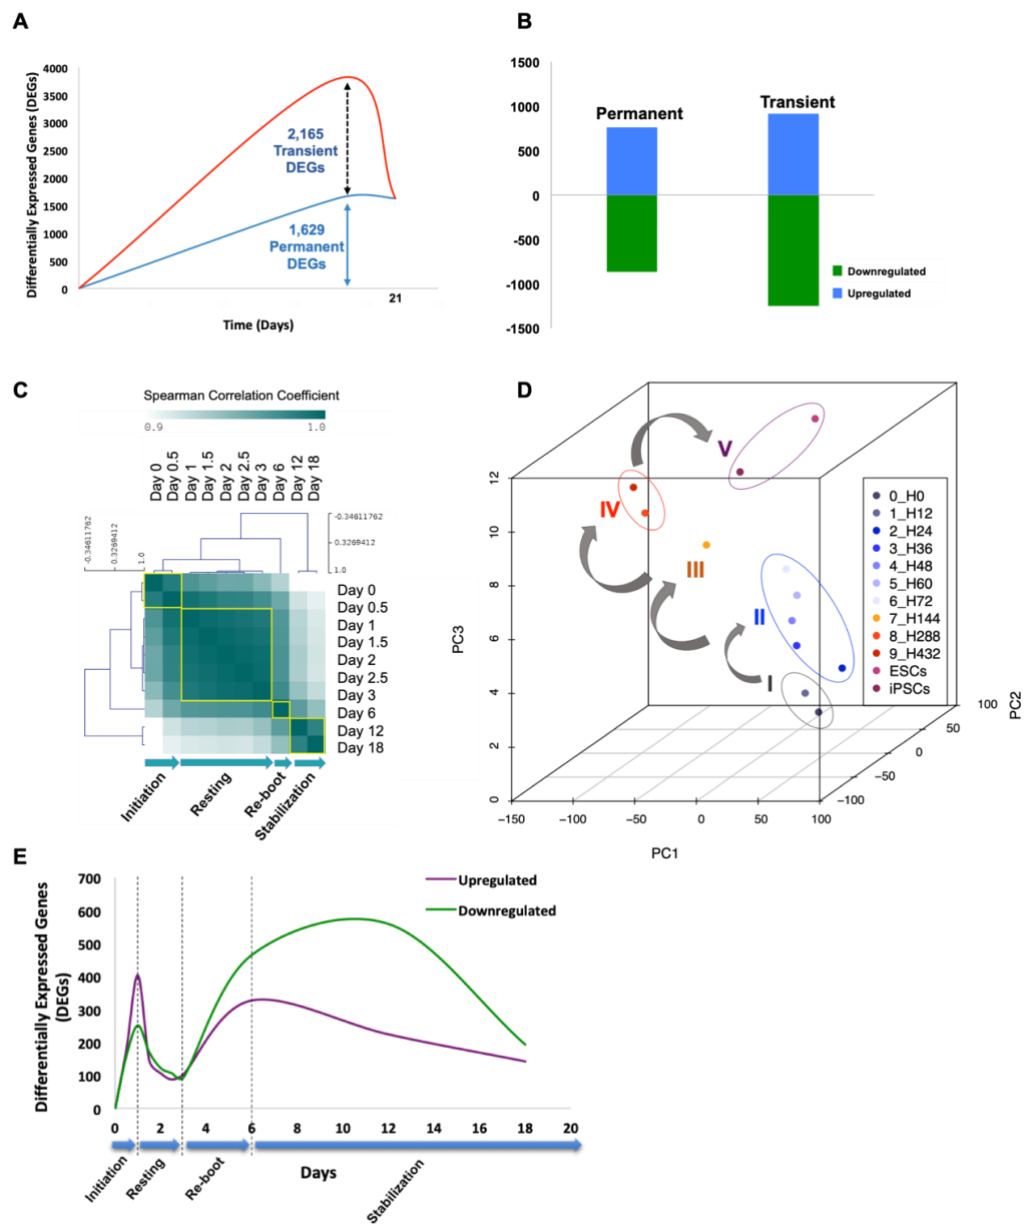 A
Differentially Expressed Genes (DEGs)
4000
3500
3000
2500
2000
1500
1000
500
0
2,165
Transient
DEGs
1,629
Permanent
DEGs
21
Time (Days)
B
1500
1000
500
0
-500
-1000
-1500
Permanent
Transient
Downregulated
Upregulated
C
Spearman Correlation Coefficient
0.9 1.0
Day 0
Day 0.5
Day 1
Day 1.5
Day 2
Day 2.5
Day 3
Day 6
Day 12
Day 18
-0.34611762
0.3269412
1.0
-0.34611762
0.3269412
1.0
Day 0
Day 0.5
Day 1
Day 1.5
Day 2
Day 2.5
Day 3
Day 6
Day 12
Day 18
Initiation
Resting
Re-boot
Stabilization
D
PC3
12
10
8
6
4
2
0
−150 −100 −50 0 50 100
PC1
−100
−50
0
50
100
PC2
I
II
III
IV
V
0_H0
1_H12
2_H24
3_H36
4_H48
5_H60
6_H72
7_H144
8_H288
9_H432
ESCs
iPSCs
E
Differentially Expressed Genes
(DEGs)
700
600
500
400
300
200
100
0
Upregulated
Downregulated
0 2 4 6 8 10 12 14 16 18 20
Initiation
Resting
Re-boot
Days
Stabilization